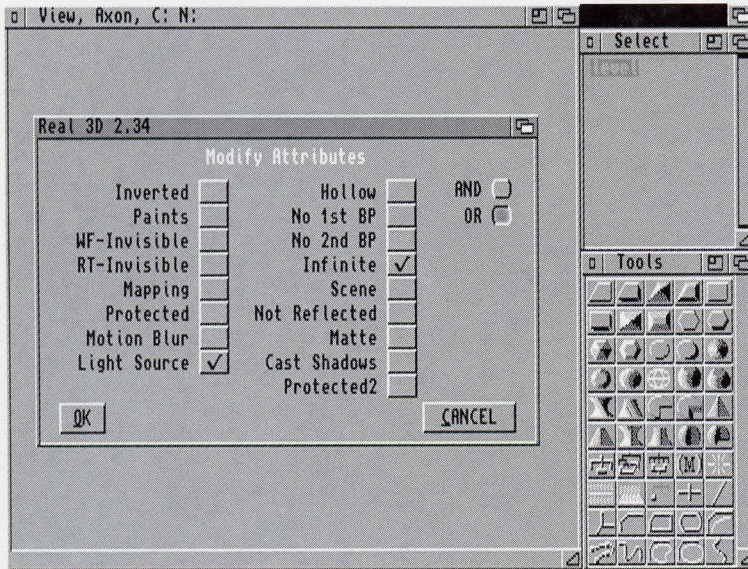 View, Axon, C: N:
Select
level
Real 3D 2.34
Modify Attributes
Inverted
Paints
WF-Invisible
RT-Invisible
Mapping
Protected
Motion Blur
Light Source
Hollow
No 1st BP
No 2nd BP
Infinite
Scene
Not Reflected
Matte
Cast Shadows
Protected2
AND
OR
OK
CANCEL
Tools
(M)